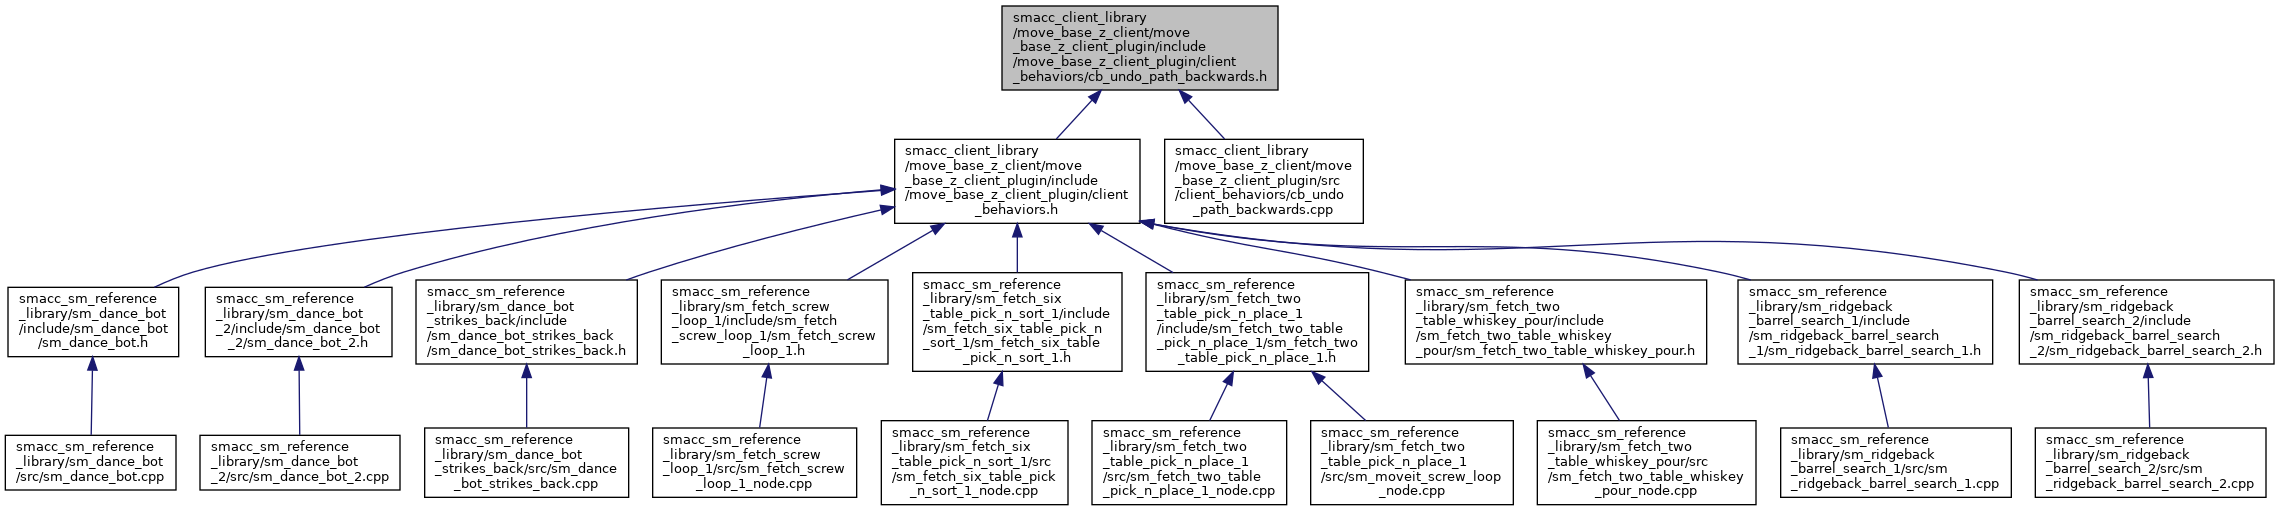 smacc_client_library
/move_base_z_client/move
_base_z_client_plugin/include
/move_base_z_client_plugin/client
_behaviors/cb_undo_path_backwards.h
smacc_client_library
/move_base_z_client/move
_base_z_client_plugin/include
/move_base_z_client_plugin/client
_behaviors.h
smacc_client_library
/move_base_z_client/move
_base_z_client_plugin/src
/client_behaviors/cb_undo
_path_backwards.cpp
smacc_sm_reference
_library/sm_dance_bot
/include/sm_dance_bot
/sm_dance_bot.h
smacc_sm_reference
_library/sm_dance_bot
_2/include/sm_dance_bot
_2/sm_dance_bot_2.h
smacc_sm_reference
_library/sm_dance_bot
_strikes_back/include
/sm_dance_bot_strikes_back
/sm_dance_bot_strikes_back.h
smacc_sm_reference
_library/sm_fetch_screw
_loop_1/include/sm_fetch
_screw_loop_1/sm_fetch_screw
_loop_1.h
smacc_sm_reference
_library/sm_fetch_six
_table_pick_n_sort_1/include
/sm_fetch_six_table_pick_n
_sort_1/sm_fetch_six_table
_pick_n_sort_1.h
smacc_sm_reference
_library/sm_fetch_two
_table_pick_n_place_1
/include/sm_fetch_two_table
_pick_n_place_1/sm_fetch_two
_table_pick_n_place_1.h
smacc_sm_reference
_library/sm_fetch_two
_table_whiskey_pour/include
/sm_fetch_two_table_whiskey
_pour/sm_fetch_two_table_whiskey_pour.h
smacc_sm_reference
_library/sm_ridgeback
_barrel_search_1/include
/sm_ridgeback_barrel_search
_1/sm_ridgeback_barrel_search_1.h
smacc_sm_reference
_library/sm_ridgeback
_barrel_search_2/include
/sm_ridgeback_barrel_search
_2/sm_ridgeback_barrel_search_2.h
smacc_sm_reference
_library/sm_dance_bot
/src/sm_dance_bot.cpp
smacc_sm_reference
_library/sm_dance_bot
_2/src/sm_dance_bot_2.cpp
smacc_sm_reference
_library/sm_dance_bot
_strikes_back/src/sm_dance
_bot_strikes_back.cpp
smacc_sm_reference
_library/sm_fetch_screw
_loop_1/src/sm_fetch_screw
_loop_1_node.cpp
smacc_sm_reference
_library/sm_fetch_six
_table_pick_n_sort_1/src
/sm_fetch_six_table_pick
_n_sort_1_node.cpp
smacc_sm_reference
_library/sm_fetch_two
_table_pick_n_place_1
/src/sm_fetch_two_table
_pick_n_place_1_node.cpp
smacc_sm_reference
_library/sm_fetch_two
_table_pick_n_place_1
/src/sm_moveit_screw_loop
_node.cpp
smacc_sm_reference
_library/sm_fetch_two
_table_whiskey_pour/src
/sm_fetch_two_table_whiskey
_pour_node.cpp
smacc_sm_reference
_library/sm_ridgeback
_barrel_search_1/src/sm
_ridgeback_barrel_search_1.cpp
smacc_sm_reference
_library/sm_ridgeback
_barrel_search_2/src/sm
_ridgeback_barrel_search_2.cpp